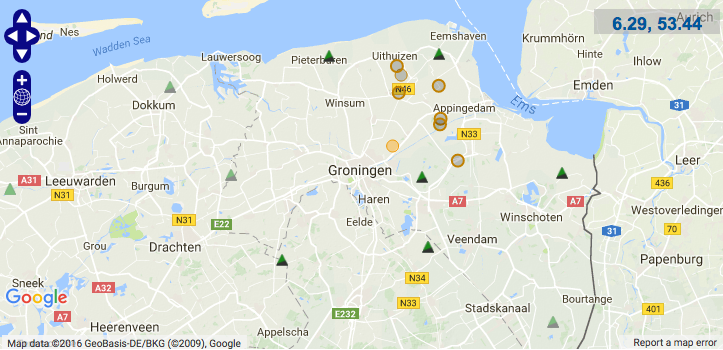 Nes
Wadden Sea
Holwerd
Dokkum
Lauwersoog
Pieterburen
Uithuizen
Eemshaven
Krummhörn
Aurich
6.29, 53.44
Hinte
Ihlow
Emden
Ems
31
N46
Appingedam
N33
Winsum
Sint
Annaparochie
A31
Leeuwarden
N31
Burgum
Groningen
Haren
Eelde
A7
Winschoten
A7
Leer
436
Westoverledingen
70
31
Papenburg
E22
N31
Grou
Drachten
Veendam
N34
N33
Sneek
A32
A7
Heerenveen
Google
Appelscha
E232
Stadskanaal
Bourtange
401
Map data ©2016 GeoBasis-DE/BKG (©2009), Google
Report a map error